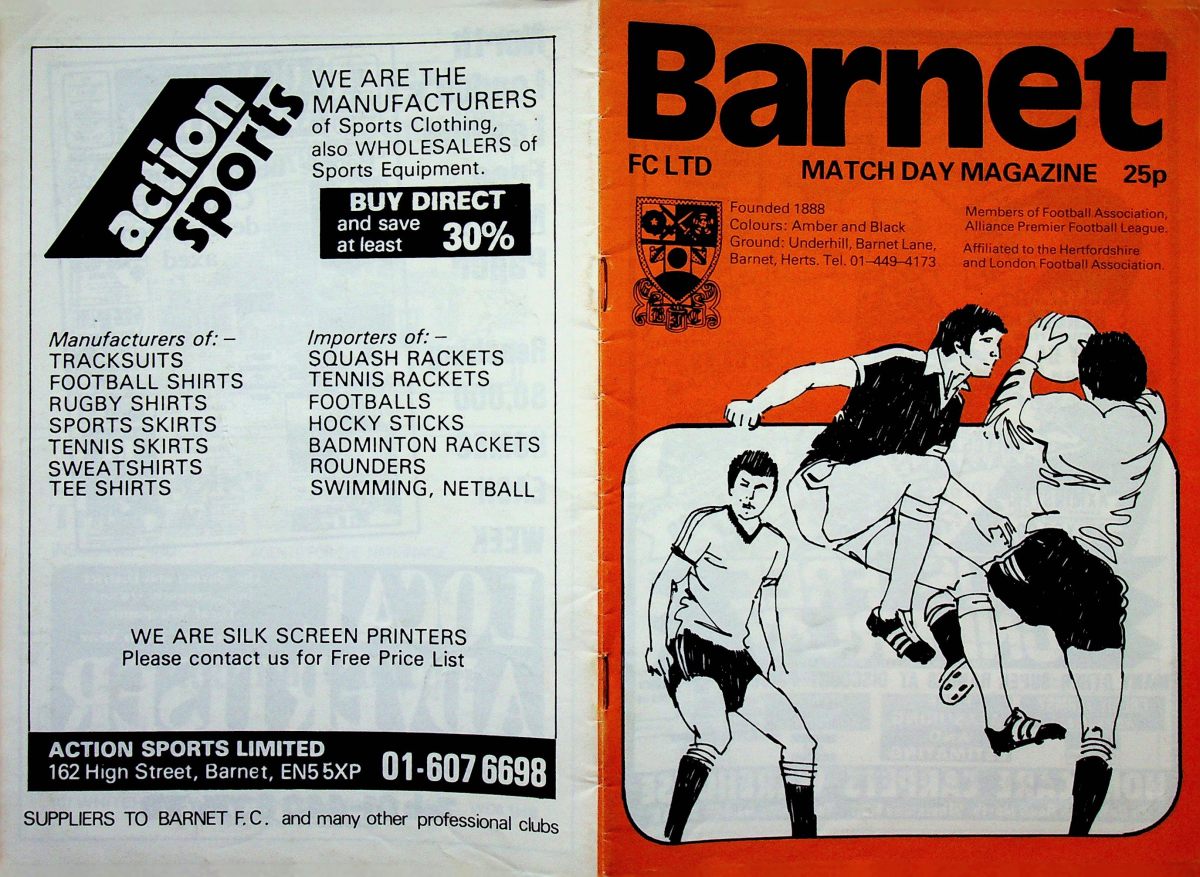 action
sports
WE ARE THE
MANUFACTURERS
of Sports Clothing,
also WHOLESALERS of
Sports Equipment.
BUY DIRECT
and save
at least 30%
Manufacturers of: –
TRACKSUITS
FOOTBALL SHIRTS
RUGBY SHIRTS
SPORTS SKIRTS
TENNIS SKIRTS
SWEATSHIRTS
TEE SHIRTS
Importers of: –
SQUASH RACKETS
TENNIS RACKETS
FOOTBALLS
HOCKY STICKS
BADMINTON RACKETS
ROUNDERS
SWIMMING, NETBALL
WE ARE SILK SCREEN PRINTERS
Please contact us for Free Price List
ACTION SPORTS LIMITED
162 Hign Street, Barnet, EN5 5XP 01-607 6698
SUPPLIERS TO BARNET F.C. and many other professional clubs
Barnet
FC LTD MATCH DAY MAGAZINE 25p
Founded 1888
Colours: Amber and Black
Ground: Underhill, Barnet Lane,
Barnet, Herts. Tel. 01–449–4173
Members of Football Association,
Alliance Premier Football League.
Affiliated to the Hertfordshire
and London Football Association.
BFC